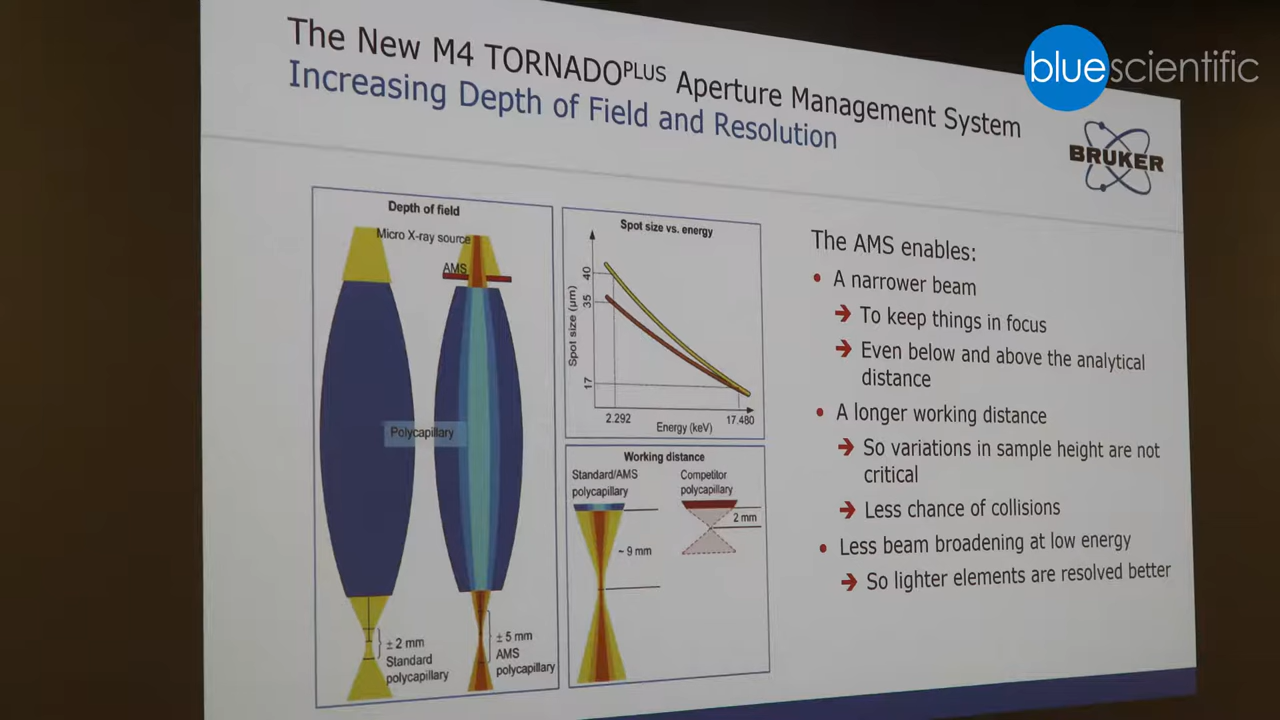 The New M4 TORNADOPLUS Aperture Management System
Increasing Depth of Field and Resolution
bluescientific
BRUKER
Depth of field
Micro X-ray source
AMS
Polycapillary
± 2 mm
Standard
polycapillary
± 5 mm
AMS
polycapillary
Spot size vs. energy
Spot size (µm)
40
35
17
2.292
17.480
Energy (keV)
Working distance
Standard/AMS
polycapillary
Competitor
polycapillary
2 mm
~ 9 mm
The AMS enables:
• A narrower beam
➔ To keep things in focus
➔ Even below and above the analytical
distance
• A longer working distance
➔ So variations in sample height are not
critical
➔ Less chance of collisions
• Less beam broadening at low energy
➔ So lighter elements are resolved better